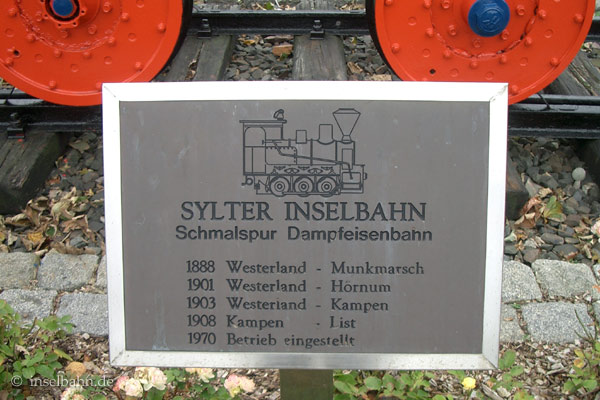 SYLTER INSELBAHN
Schmalspur Dampfeisenbahn
1888 Westerland - Munkmarsch
1901 Westerland - Hörnum
1903 Westerland - Kampen
1908 Kampen - List
1970 Betrieb eingestellt
© inselbahn.de